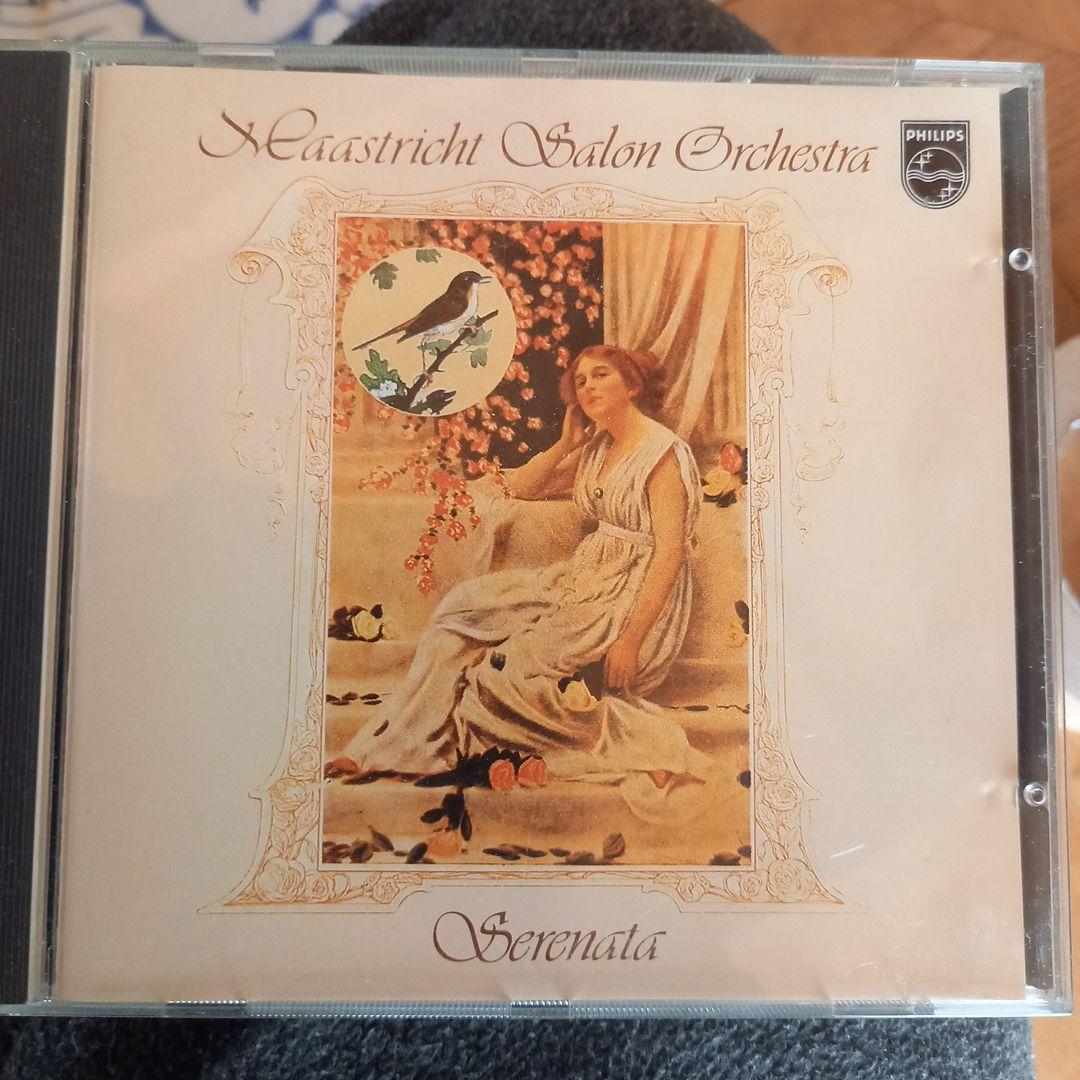 Maastricht Salon Orchestra
PHILIPS
Serenata